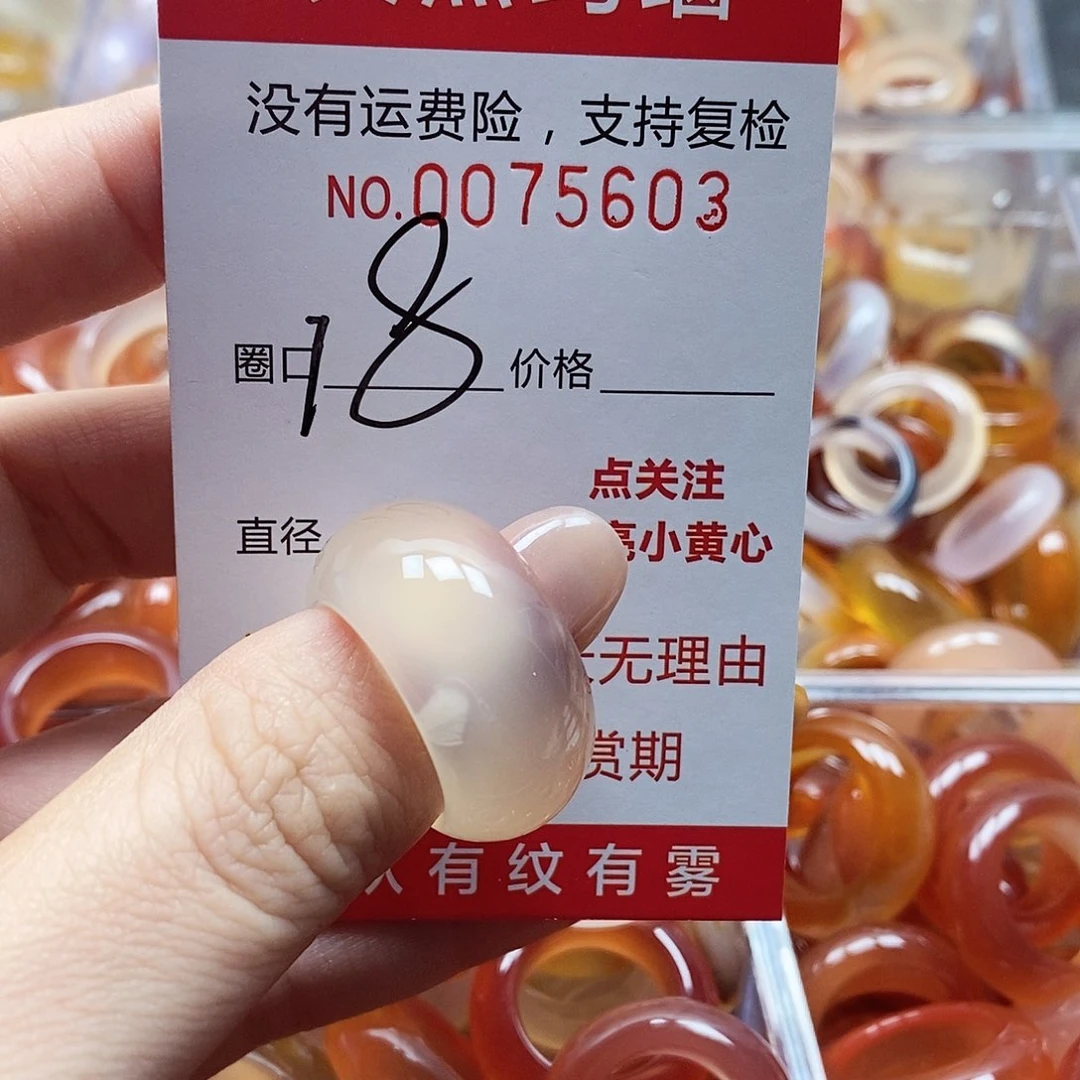 没有运费险，支持复检
NO.0075603
圈口 18 价格
点关注
直径
小黄心
无理由
赏期
有纹有雾